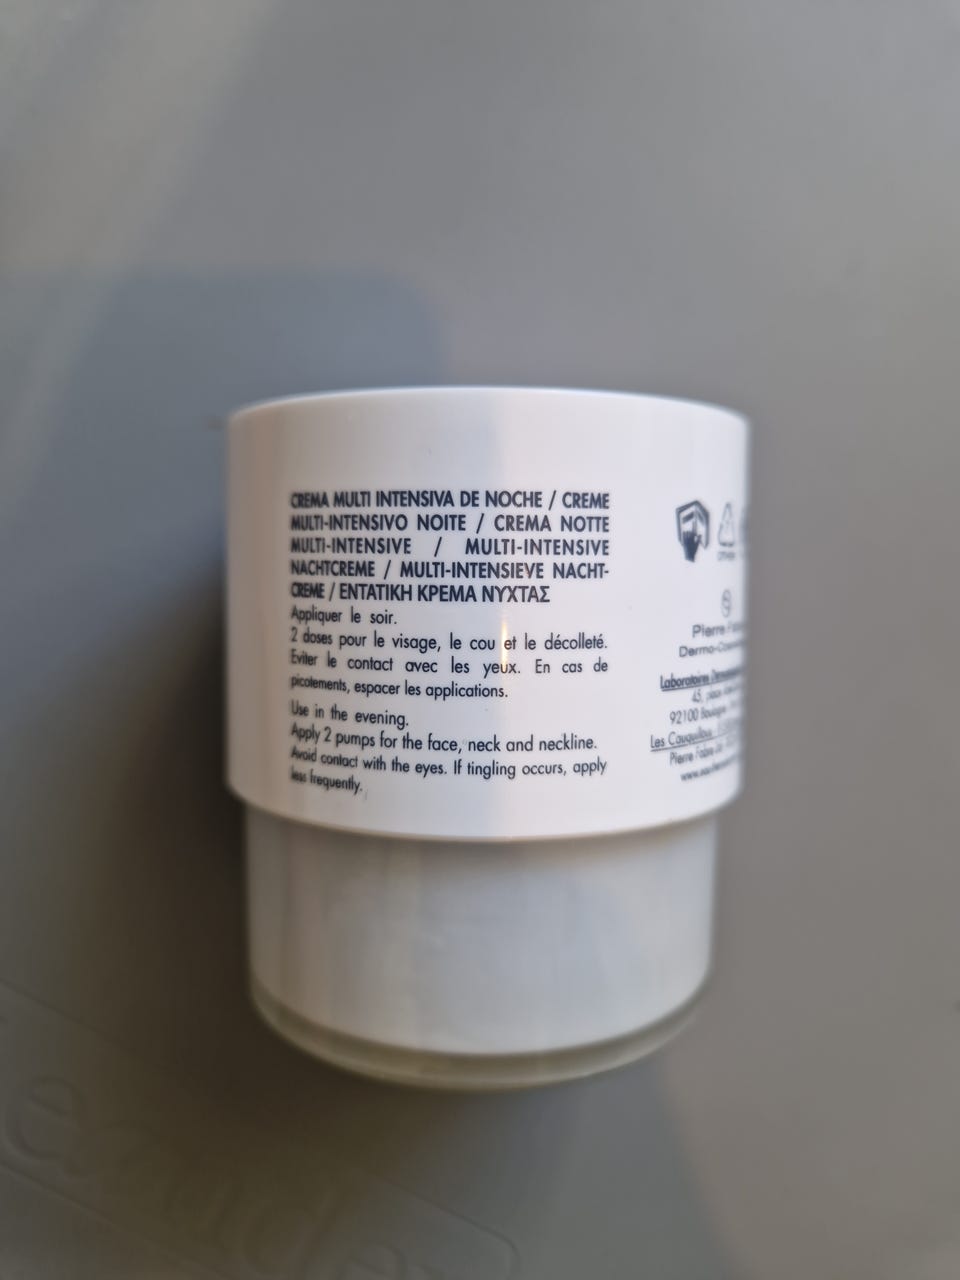 CREMA MULTI INTENSIVA DE NOCHE / CREME
MULTI-INTENSIVO NOITE / CREMA NOTTE
MULTI-INTENSIVE / MULTI-INTENSIVE
NACHTCREME / MULTI-INTENSIEVE NACHT-
CREME / ΕΝΤΑΤΙΚΗ ΚΡΕΜΑ ΝΥΧΤΑΣ
Appliquer le soir.
2 doses pour le visage, le cou et le décolleté.
Eviter le contact avec les yeux. En cas de
picotements, espacer les applications.
Use in the evening.
Apply 2 pumps for the face, neck and neckline.
Avoid contact with the eyes. If tingling occurs, apply
less frequently.
Pierre
Laboratoires
45, place
92100
Les Cauquillous
Pierre Fabre